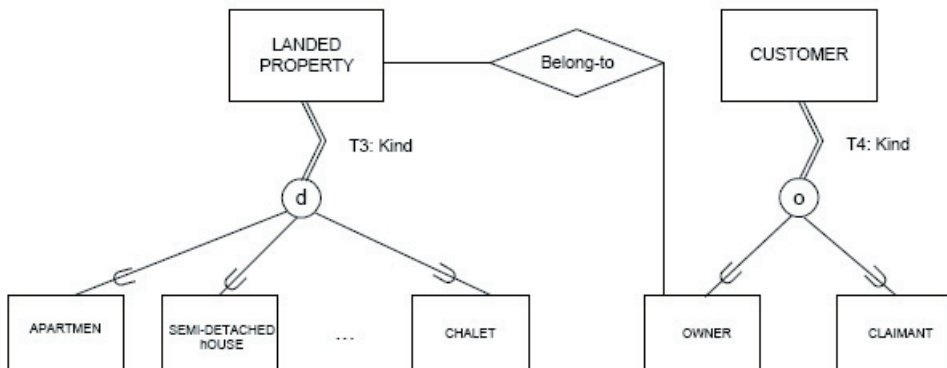 LANDED
PROPERTY
Belong-to
CUSTOMER
T3: Kind
T4: Kind
d
o
APARTMEN
SEMI-DETACHED
hOUSE
...
CHALET
OWNER
CLAIMANT